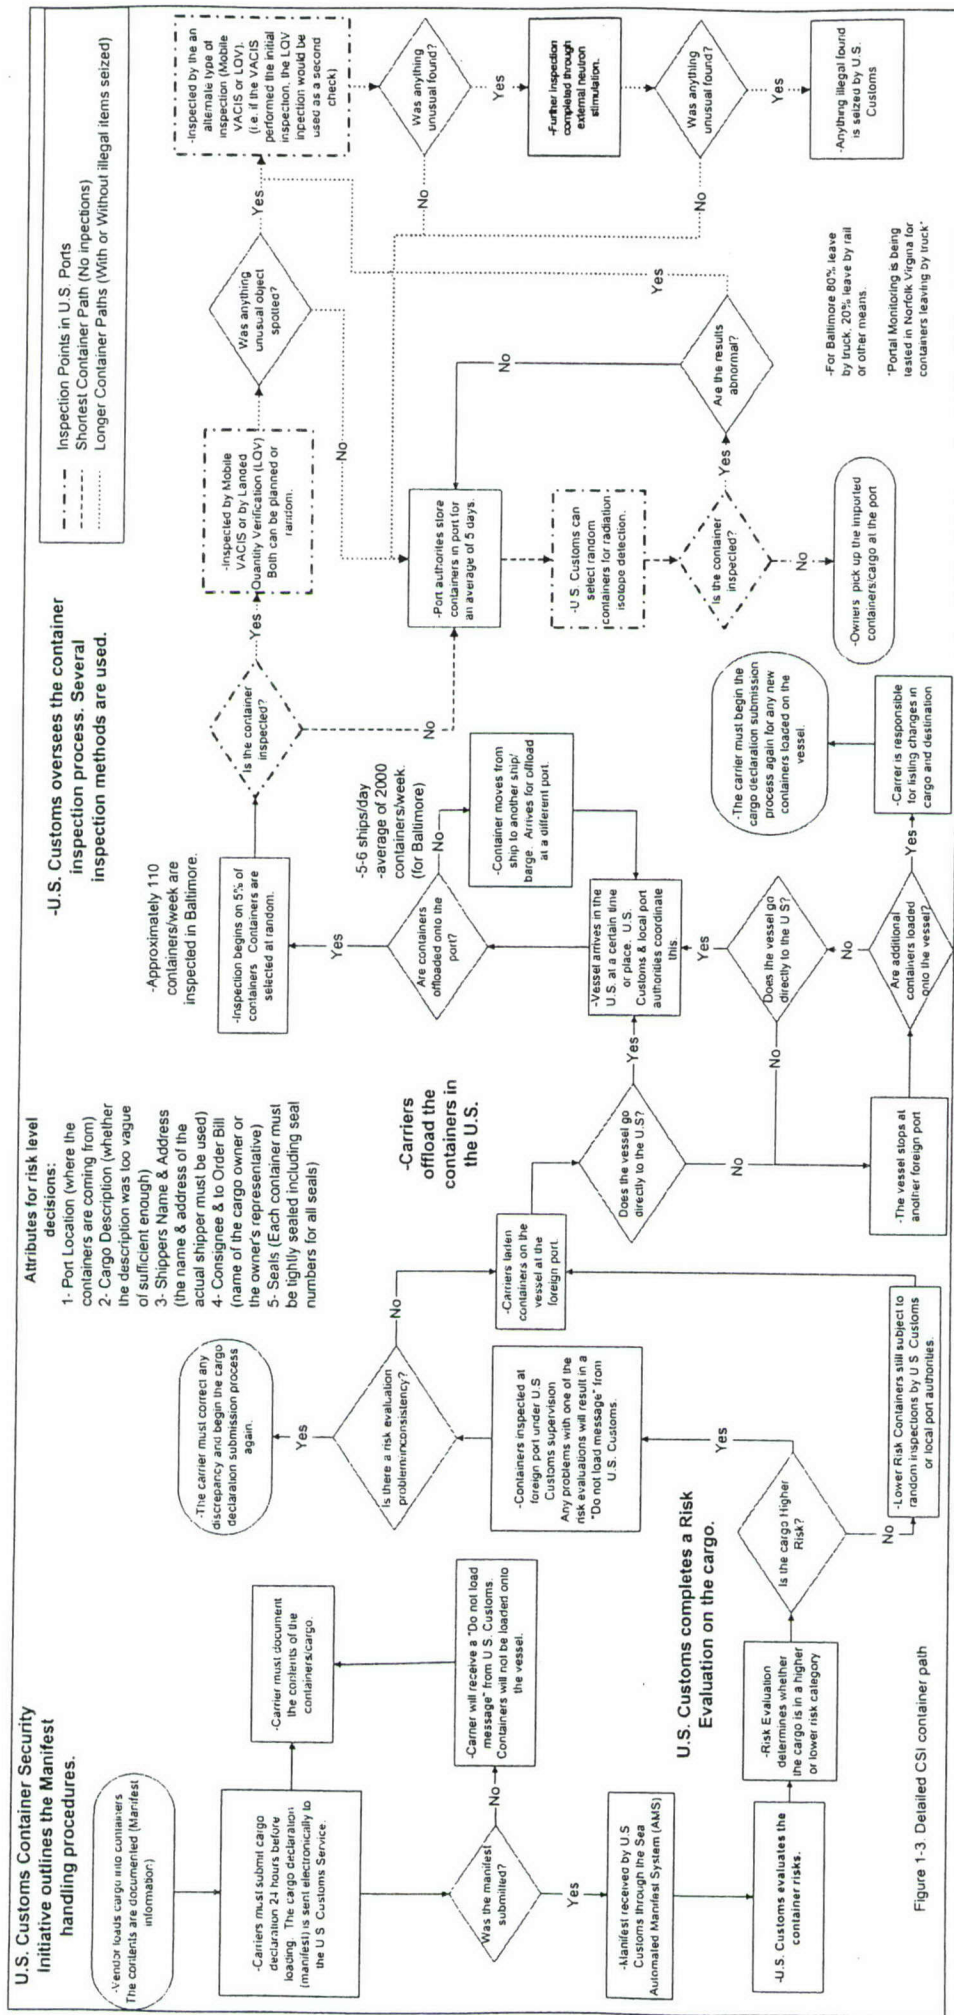 U.S. Customs Container Security
Initiative outlines the Manifest
handling procedures.
-Vendor loads cargo into containers
The contents are documented (Manifest
information)
-Carriers must submit cargo
declaration 24 hours before
loading. The cargo declaration
(manifest) is sent electronically to
the U S Customs Service.
-Carrier must document
the contents of the
containers/cargo.
Was the manifest
submitted?
No
-Carrier will receive a "Do not load
message" from U.S. Customs.
Containers will not be loaded onto
the vessel.
Yes
-Manifest received by U.S
Customs through the Sea
Automated Manifest System (AMS)
-U.S. Customs evaluates the
container risks.
U.S. Customs completes a Risk
Evaluation on the cargo.
-Risk Evaluation
determines whether
the cargo is in a higher
or lower risk category
Is the cargo Higher
Risk?
Yes
No
-Lower Risk Containers still subject to
random inspections by U S Customs
or local port authorities.
-Containers inspected at
foreign port under U.S
Customs supervision
Any problems with one of the
risk evaluations will result in a
"Do not load message" from
U.S. Customs.
Is there a risk evaluation
problem/inconsistency?
Yes
No
-The carrier must correct any
discrepancy and begin the cargo
declaration submission process
again.
Attributes for risk level
decisions:
1- Port Location (where the
containers are coming from)
2- Cargo Description (whether
the description was too vague
of sufficient enough)
3- Shippers Name & Address
(the name & address of the
actual shipper must be used)
4- Consignee & to Order Bill
(name of the cargo owner or
the owner's representative)
5- Seals (Each container must
be tightly sealed including seal
numbers for all seals)
-Carriers laden
containers on the
vessel at the
foreign port.
-Carriers
offload the
containers in
the U.S.
Does the vessel go
directly to the U.S?
Yes
No
-The vessel stops at
another foreign port
Are additional
containers loaded
onto the vessel?
Yes
No
-Carrer is responsible
for listing changes in
cargo and destination
-The carrier must begin the
cargo declaration submission
process again for any new
containers loaded on the
vessel.
Does the vessel go
directly to the U S?
No
Yes
-Vessel arrives in the
U.S. at a certain time
or place. U.S.
Customs & local port
authorities coordinate
this.
Are containers
offloaded onto the
port?
No
Yes
-Container moves from
ship to another ship/
barge. Arrives for offload
at a different port.
-5-6 ships/day
-average of 2000
containers/week.
(for Baltimore)
-Approximately 110
containers/week are
inspected in Baltimore.
-Inspection begins on 5% of
containers Containers are
selected at random.
-U.S. Customs oversees the container
inspection process. Several
inspection methods are used.
Is the container
inspected?
Yes
No
-Inspected by Mobile
VACIS or by Landed
Quantity Verification (LQV)
Both can be planned or
random.
Was anything
unusual object
spotted?
Yes
No
-Inspected by the an
alternate type of
inspection (Mobile
VACIS or LQV).
(i.e. if the VACIS
performed the initial
inspection, the LQV
inpection would be
used as a second
check)
Was anything
unusual found?
Yes
No
-Further inspection
completed through
external neutron
stimulation.
Was anything
unusual found?
Yes
No
-Anything illegal found
is seized by U.S.
Customs
-Port authorities store
containers in port for
an average of 5 days.
-U S. Customs can
select random
containers for radiation
isotope detection.
Is the container
inspected?
Yes
No
-Owners pick up the imported
containers/cargo at the port
Are the results
abnormal?
Yes
No
-For Baltimore 80% leave
by truck, 20% leave by rail
or other means.
*Portal Monitoring is being
tested in Norfolk Virgina for
containers leaving by truck*
Inspection Points in U.S. Ports
Shortest Container Path (No inpections)
Longer Container Paths (With or Without illegal items seized)
Figure 1-3. Detailed CSI container path